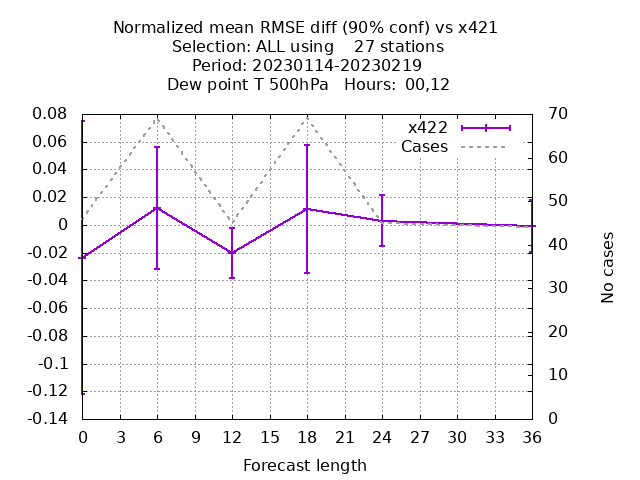 Normalized mean RMSE diff (90% conf) vs x421
Selection: ALL using    27 stations
Period: 20230114-20230219
Dew point T 500hPa   Hours:  00,12
x422
Cases
0.08
0.06
0.04
0.02
0
-0.02
-0.04
-0.06
-0.08
-0.1
-0.12
-0.14
70
60
50
40
30
20
10
0
No cases
0 3 6 9 12 15 18 21 24 27 30 33 36
Forecast length